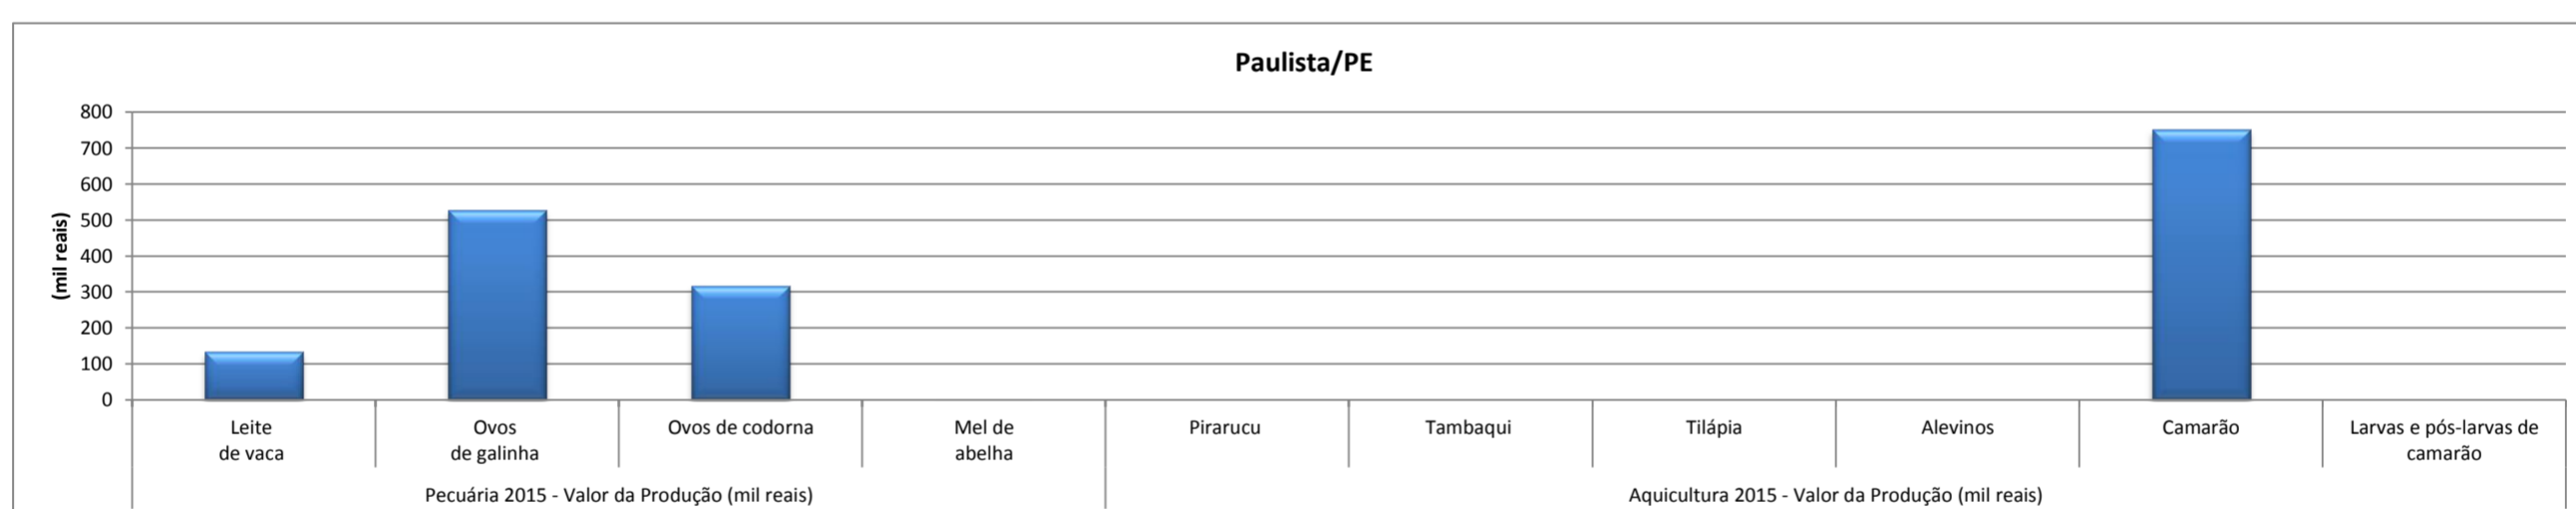 Paulista/PE
(mil reais)
800
700
600
500
400
300
200
100
0
Leite
de vaca
Ovos
de galinha
Ovos de codorna
Mel de
abelha
Pirarucu
Tambaqui
Tilápia
Alevinos
Camarão
Larvas e pós-larvas de
camarão
Pecuária 2015 - Valor da Produção (mil reais)
Aquicultura 2015 - Valor da Produção (mil reais)